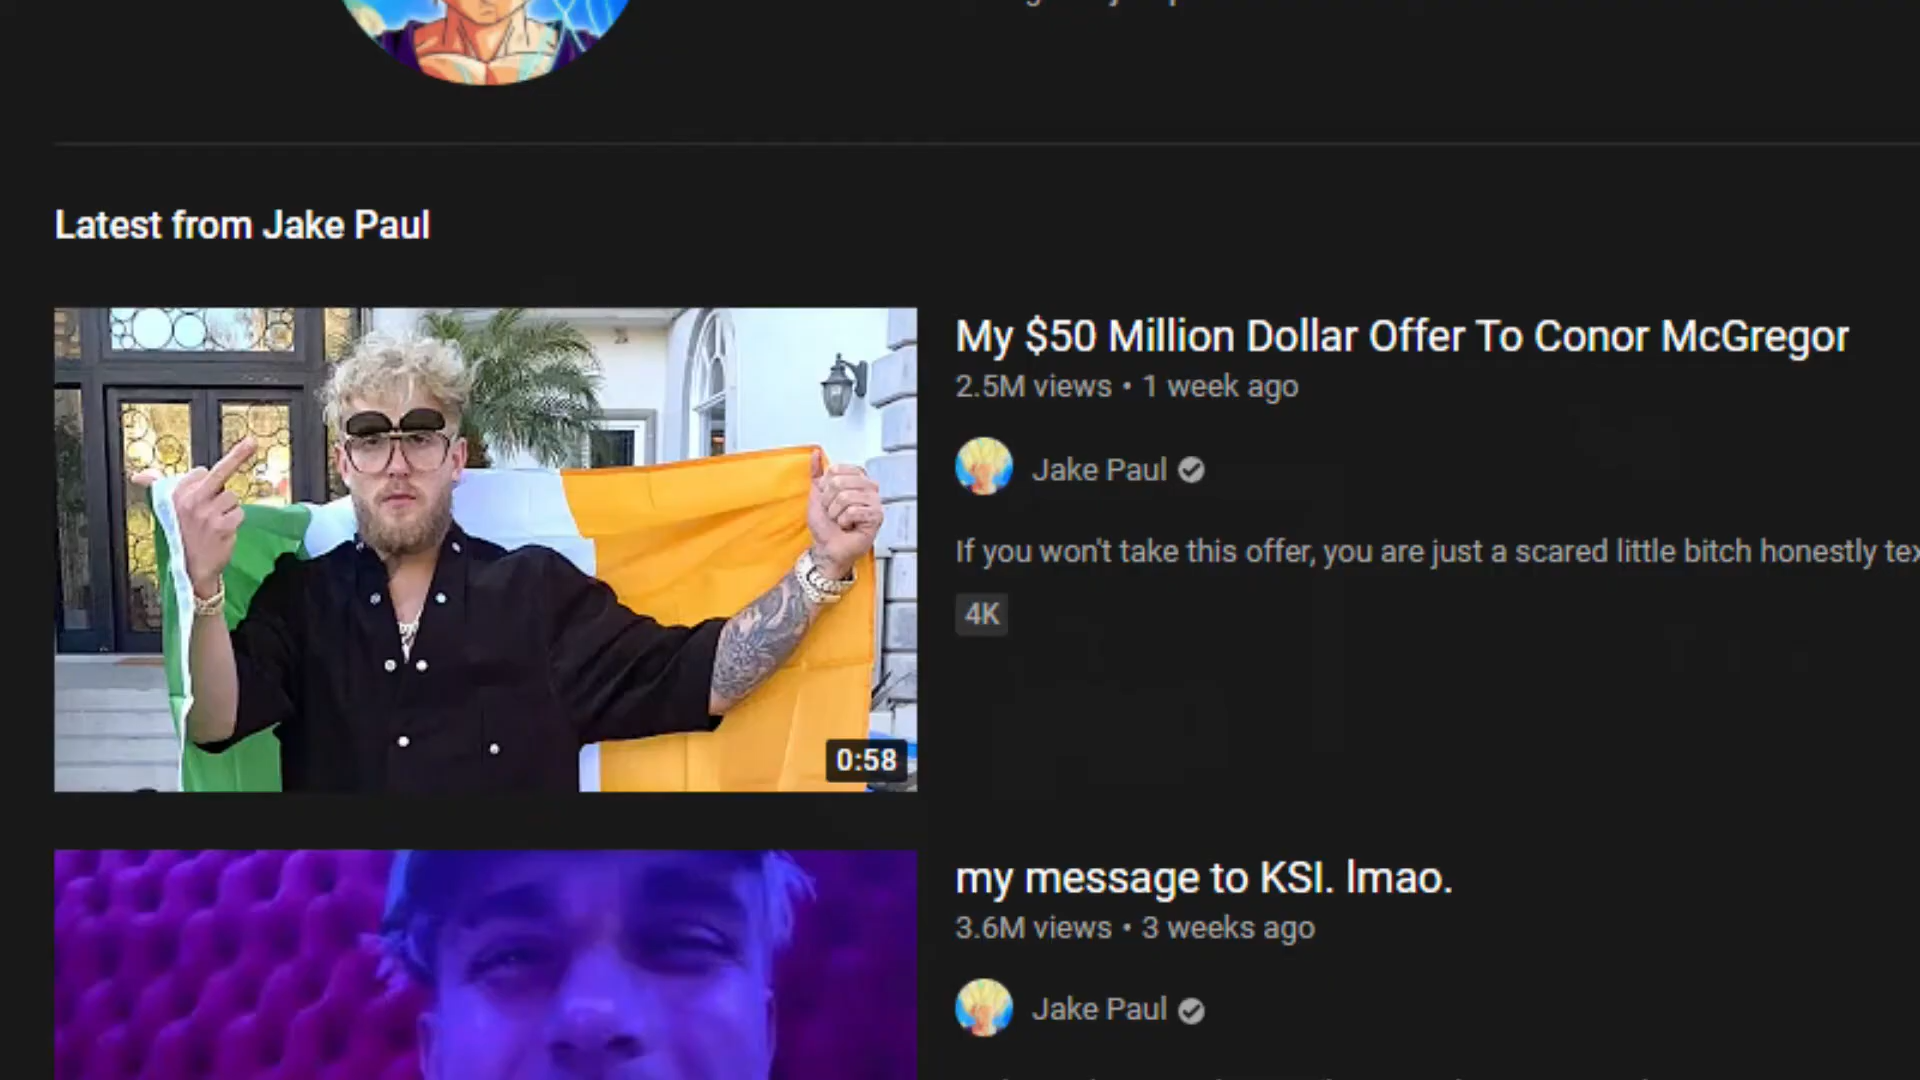 Latest from Jake Paul
My $50 Million Dollar Offer To Conor McGregor
2.5M views • 1 week ago
Jake Paul
If you won't take this offer, you are just a scared little bitch honestly
4K
0:58
my message to KSI. lmao.
3.6M views • 3 weeks ago
Jake Paul